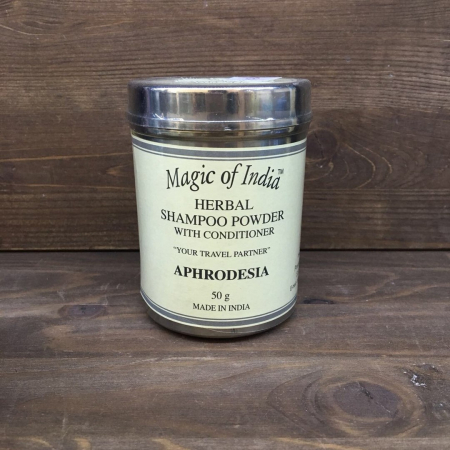 Magic of India™
HERBAL
SHAMPOO POWDER
WITH CONDITIONER
"YOUR TRAVEL PARTNER"
APHRODESIA
50 g
MADE IN INDIA